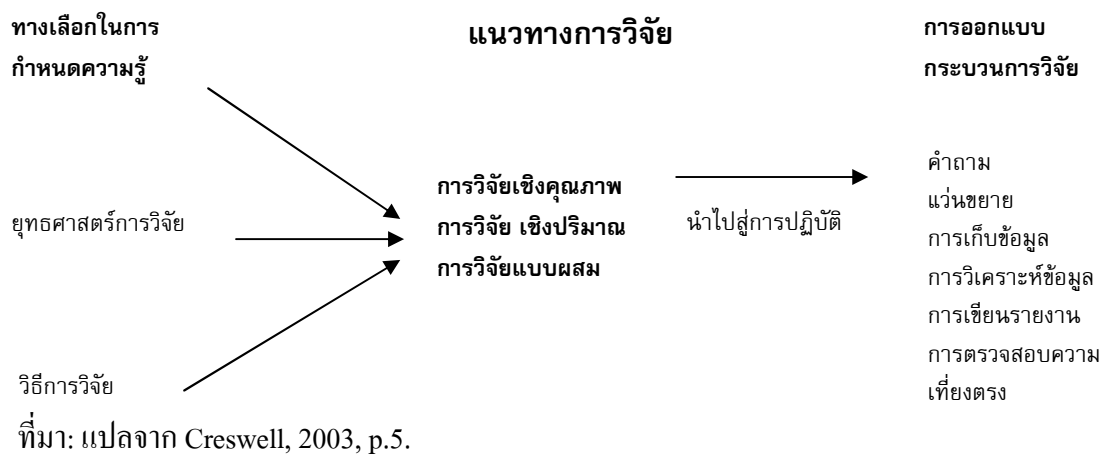 ทางเลือกในการ
กำหนดความรู้
แนวทางการวิจัย
การออกแบบ
กระบวนการวิจัย
ยุทธศาสตร์การวิจัย
วิธีการวิจัย
การวิจัยเชิงคุณภาพ
การวิจัย เชิงปริมาณ
การวิจัยแบบผสม
นำไปสู่การปฏิบัติ
คำถาม
แว่นขยาย
การเก็บข้อมูล
การวิเคราะห์ข้อมูล
การเขียนรายงาน
การตรวจสอบความ
เที่ยงตรง
ที่มา: แปลจาก Creswell, 2003, p.5.